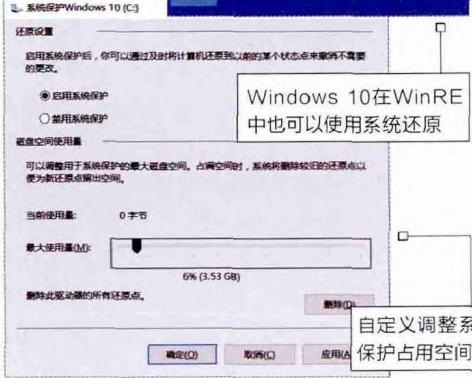 系统保护Windows 10 (C:)
还原设置
启用系统保护后，你可以通过及时将计算机还原到以前的某个状态点来撤消不需要
的更改。
启用系统保护
禁用系统保护
Windows 10在WinRE
中也可以使用系统还原
磁盘空间使用量
可以调整用于系统保护的最大磁盘空间。占满空间时，系统将删除较旧的还原点以
便为新还原点留出空间。
当前使用量: 0 字节
最大使用量(M):
6% (3.53 GB)
删除此驱动器的所有还原点。
删除(D)
自定义调整系
保护占用空间
确定(O) 取消(C) 应用(A